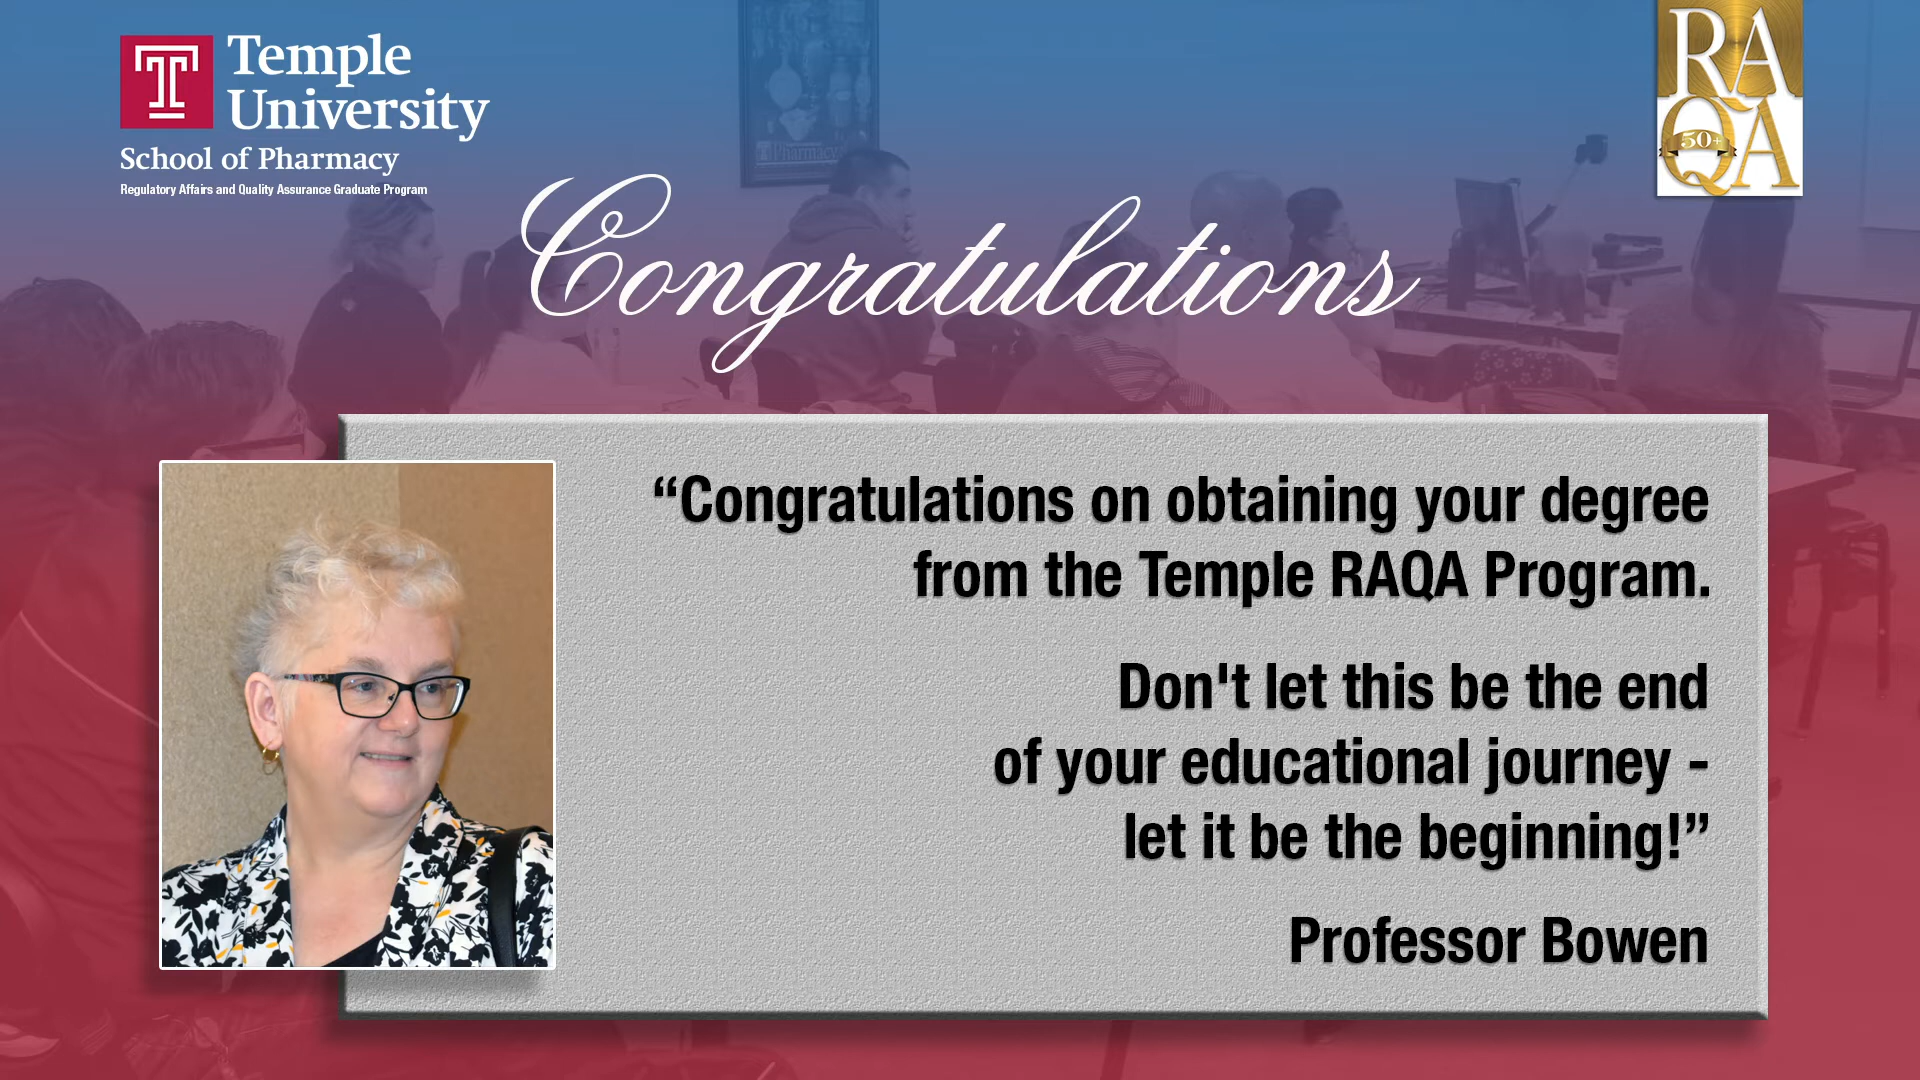 Temple
University
School of Pharmacy
Regulatory Affairs and Quality Assurance Graduate Program
RA
QA
50+
Pharmacy
Congratulations
“Congratulations on obtaining your degree
from the Temple RAQA Program.
Don't let this be the end
of your educational journey -
let it be the beginning!”
Professor Bowen